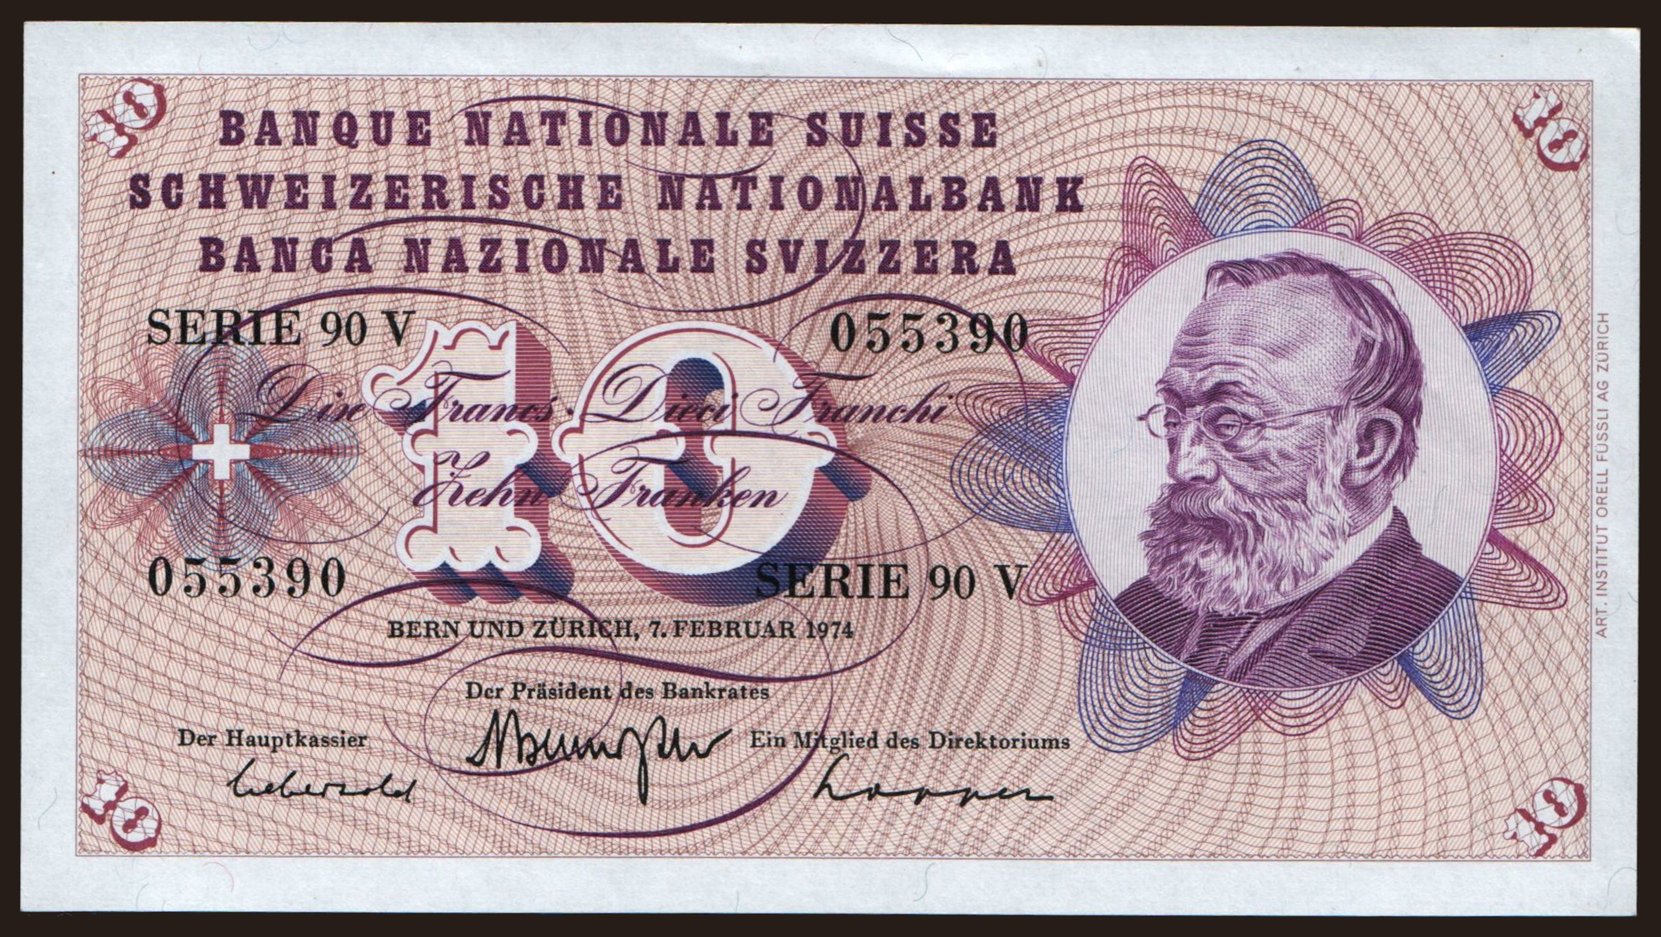 10
10
BANQUE NATIONALE SUISSE
SCHWEIZERISCHE NATIONALBANK
BANCA NAZIONALE SVIZZERA
SERIE 90 V
055390
10
Dix Francs · Dieci Franchi
Zehn Franken
055390
SERIE 90 V
BERN UND ZÜRICH, 7. FEBRUAR 1974
Der Präsident des Bankrates
Der Hauptkassier
Ein Mitglied des Direktoriums
10
10
ART. INSTITUT ORELL FÜSSLI AG ZÜRICH